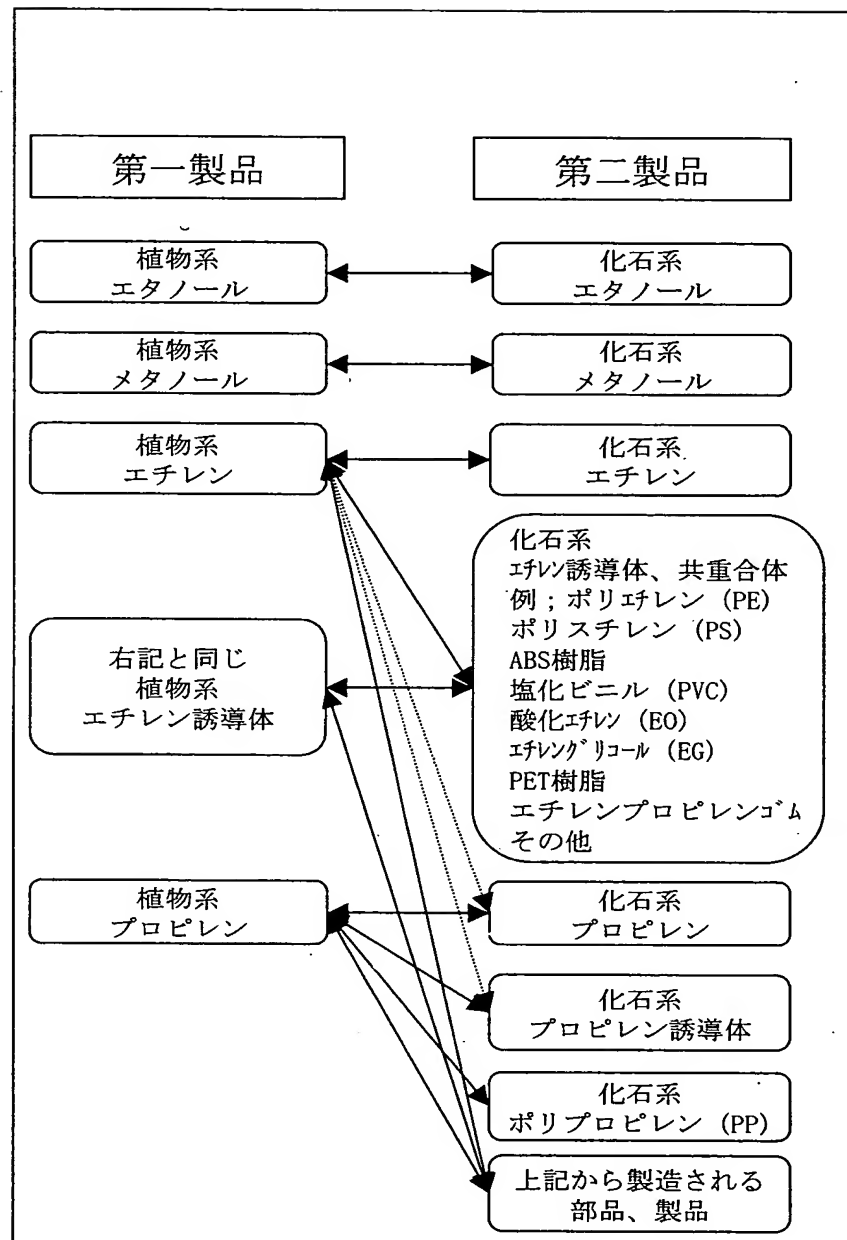 第一製品
第二製品
植物系
エタノール
化石系
エタノール
植物系
メタノール
化石系
メタノール
植物系
エチレン
化石系
エチレン
右記と同じ
植物系
エチレン誘導体
化石系
ｴﾁﾚﾝ誘導体、共重合体
例；ポリｴﾁﾚﾝ (PE)
ポリスチレン (PS)
ABS樹脂
塩化ビニル (PVC)
酸化ｴﾁﾚﾝ (EO)
ｴﾁﾚﾝｸﾞﾘｺｰﾙ (EG)
PET樹脂
エチレンプロピレンｺﾞﾑ
その他
植物系
プロピレン
化石系
プロピレン
化石系
プロピレン誘導体
化石系
ポリプロピレン (PP)
上記から製造される
部品、製品